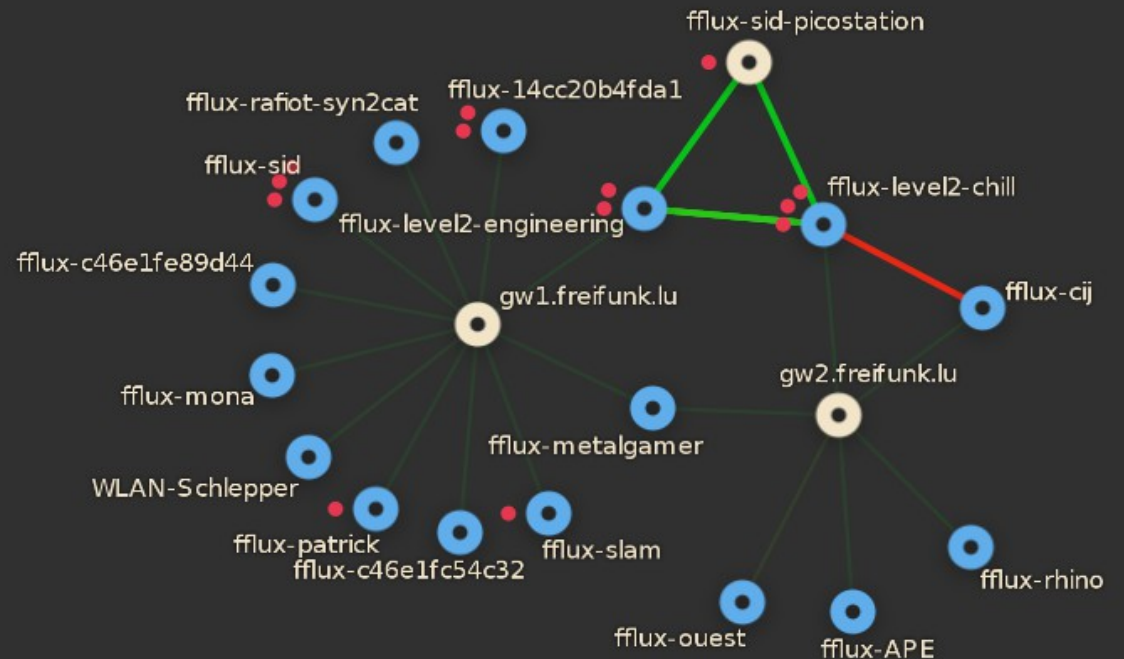 fflux-sid-picostation
fflux-14cc20b4fda1
fflux-rafiot-syn2cat
fflux-sid
fflux-level2-chill
fflux-level2-engineering
fflux-c46e1fe89d44
fflux-cij
gw1.freifunk.lu
gw2.freifunk.lu
fflux-mona
fflux-metalgamer
WLAN-Schlepper
fflux-patrick
fflux-slam
fflux-c46e1fc54c32
fflux-rhino
fflux-ouest
fflux-APE